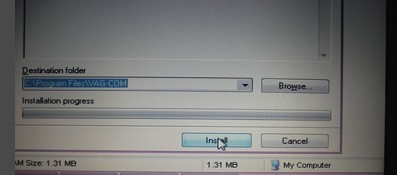 Destination folder
C:\Program Files\VAG-COM
Browse...
Installation progress
Install
Cancel
AM Size: 1.31 MB
1.31 MB
My Computer